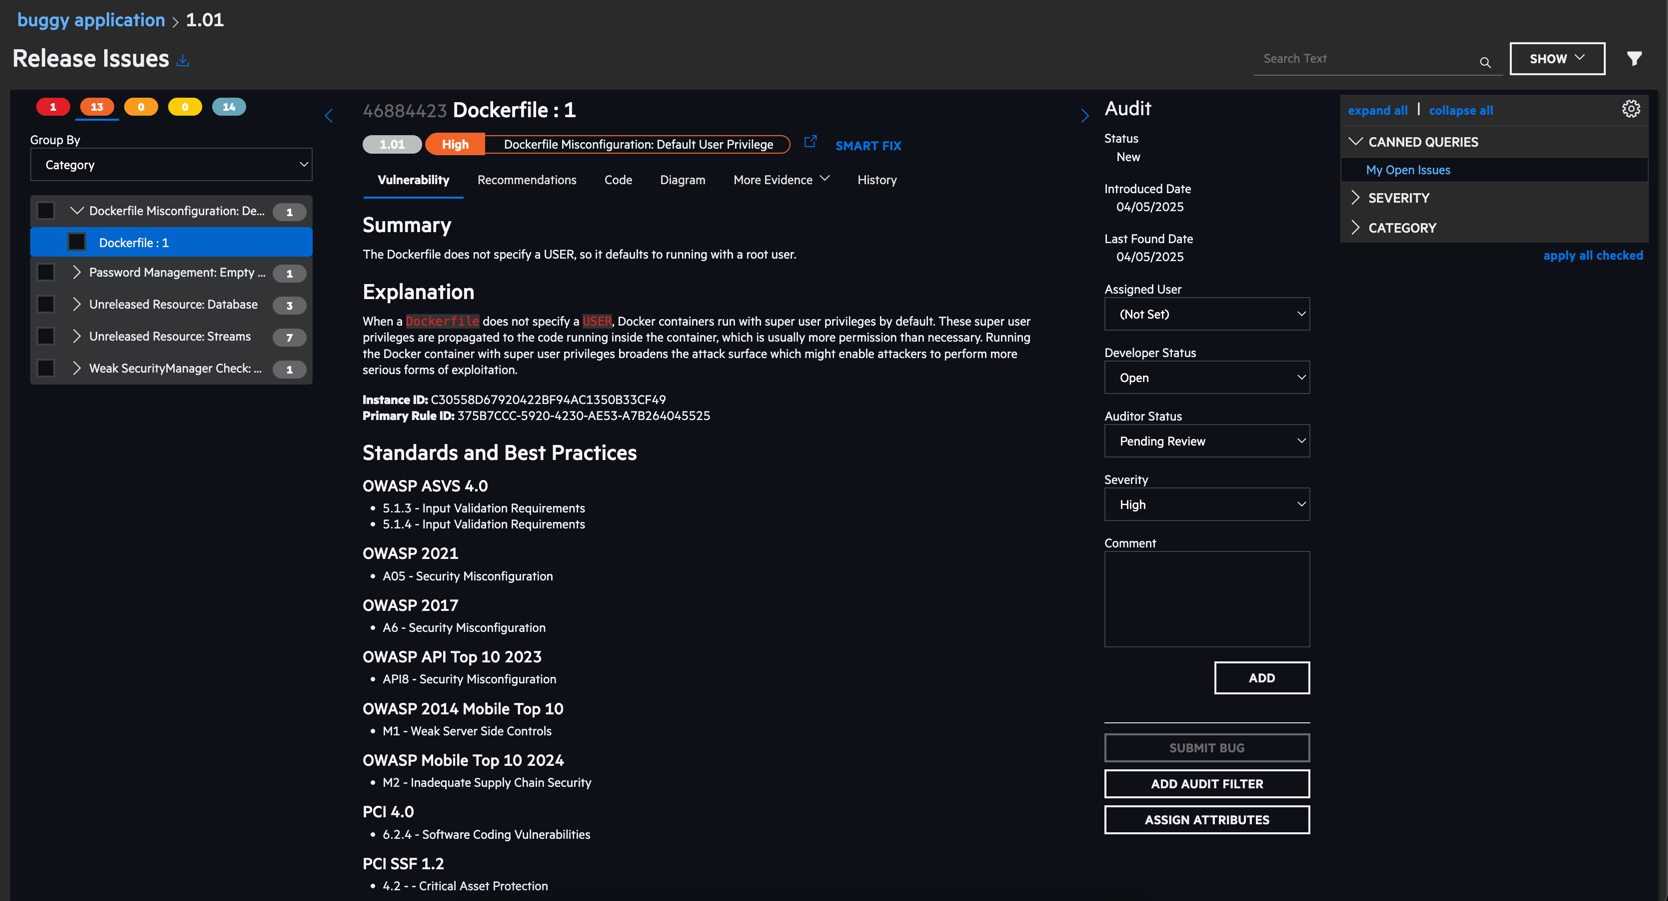 buggy application > 1.01
Release Issues
Search Text
SHOW
1 13 0 0 14
Group By
Category
Dockerfile Misconfiguration: De... 1
Dockerfile : 1
Password Management: Empty ... 1
Unreleased Resource: Database 3
Unreleased Resource: Streams 7
Weak SecurityManager Check: ... 1
46884423 Dockerfile : 1
1.01 High Dockerfile Misconfiguration: Default User Privilege SMART FIX
Vulnerability Recommendations Code Diagram More Evidence History
Summary
The Dockerfile does not specify a USER, so it defaults to running with a root user.
Explanation
When a Dockerfile does not specify a USER, Docker containers run with super user privileges by default. These super user
privileges are propagated to the code running inside the container, which is usually more permission than necessary. Running
the Docker container with super user privileges broadens the attack surface which might enable attackers to perform more
serious forms of exploitation.
Instance ID: C30558D67920422BF94AC1350B33CF49
Primary Rule ID: 375B7CCC-5920-4230-AE53-A7B264045525
Standards and Best Practices
OWASP ASVS 4.0
• 5.1.3 - Input Validation Requirements
• 5.1.4 - Input Validation Requirements
OWASP 2021
• A05 - Security Misconfiguration
OWASP 2017
• A6 - Security Misconfiguration
OWASP API Top 10 2023
• API8 - Security Misconfiguration
OWASP 2014 Mobile Top 10
• M1 - Weak Server Side Controls
OWASP Mobile Top 10 2024
• M2 - Inadequate Supply Chain Security
PCI 4.0
• 6.2.4 - Software Coding Vulnerabilities
PCI SSF 1.2
• 4.2 - - Critical Asset Protection
Audit
Status
New
Introduced Date
04/05/2025
Last Found Date
04/05/2025
Assigned User
(Not Set)
Developer Status
Open
Auditor Status
Pending Review
Severity
High
Comment
ADD
SUBMIT BUG
ADD AUDIT FILTER
ASSIGN ATTRIBUTES
expand all | collapse all
CANNED QUERIES
My Open Issues
SEVERITY
CATEGORY
apply all checked